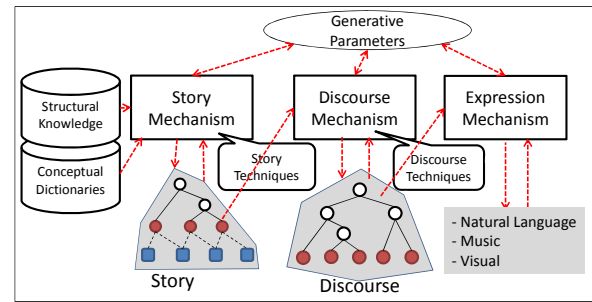 Generative
Parameters
Structural
Knowledge
Conceptual
Dictionaries
Story
Mechanism
Discourse
Mechanism
Expression
Mechanism
Story
Techniques
Discourse
Techniques
- Natural Language
- Music
- Visual
Story
Discourse